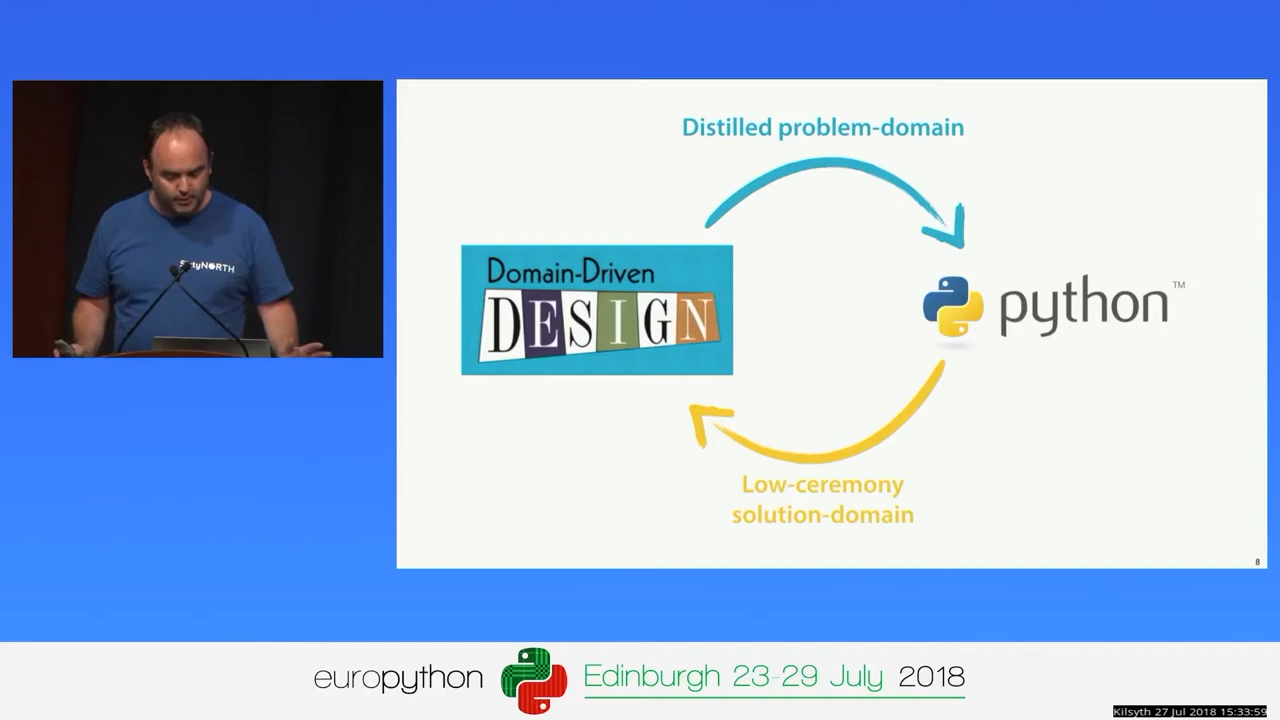 Distilled problem-domain
Domain-Driven
DESIGN
python™
Low-ceremony
solution-domain
8
europython
Edinburgh 23-29 July 2018
Kilsyth 27 Jul 2018 15:33:59